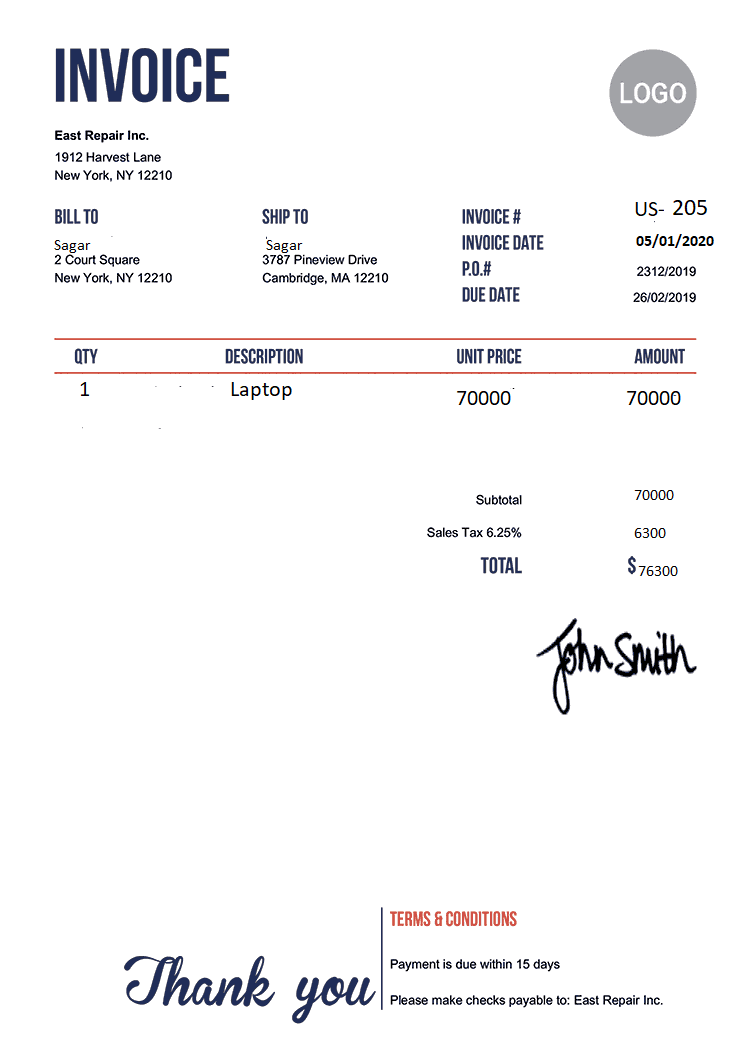 INVOICE
LOGO
East Repair Inc.
1912 Harvest Lane
New York, NY 12210
BILL TO
Sagar
2 Court Square
New York, NY 12210
SHIP TO
Sagar
3787 Pineview Drive
Cambridge, MA 12210
INVOICE # US- 205
INVOICE DATE 05/01/2020
P.O.# 2312/2019
DUE DATE 26/02/2019
QTY DESCRIPTION UNIT PRICE AMOUNT
1 Laptop 70000 70000
Subtotal 70000
Sales Tax 6.25% 6300
TOTAL $ 76300
John Smith
Thank you
TERMS & CONDITIONS
Payment is due within 15 days
Please make checks payable to: East Repair Inc.